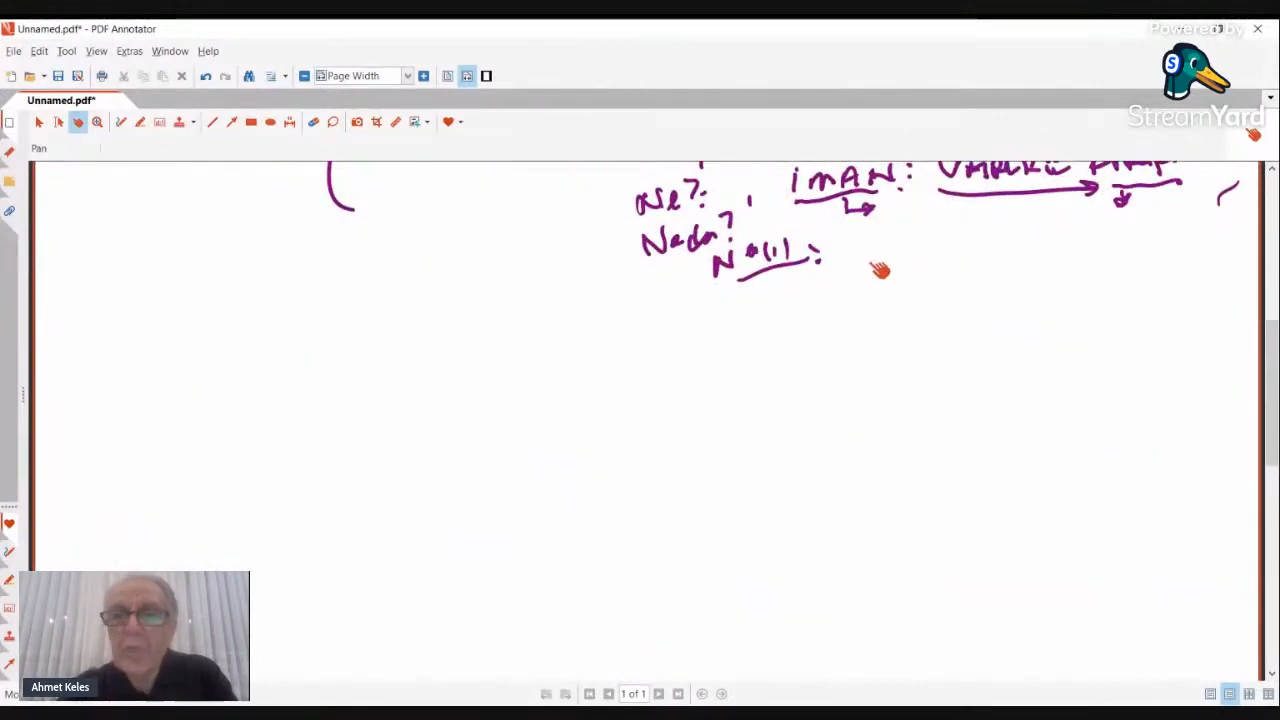 Unnamed.pdf* - PDF Annotator
Powered by
File Edit Tool View Extras Window Help
Page Width
StreamYard
Unnamed.pdf*
Pan
İMAN:
Ne?:
Neden?
Ahmet Keles
1 of 1